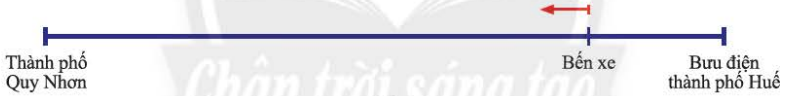 Thành phố
Quy Nhơn
Bến xe
Bưu điện
thành phố Huế
Chân trời sáng tạo